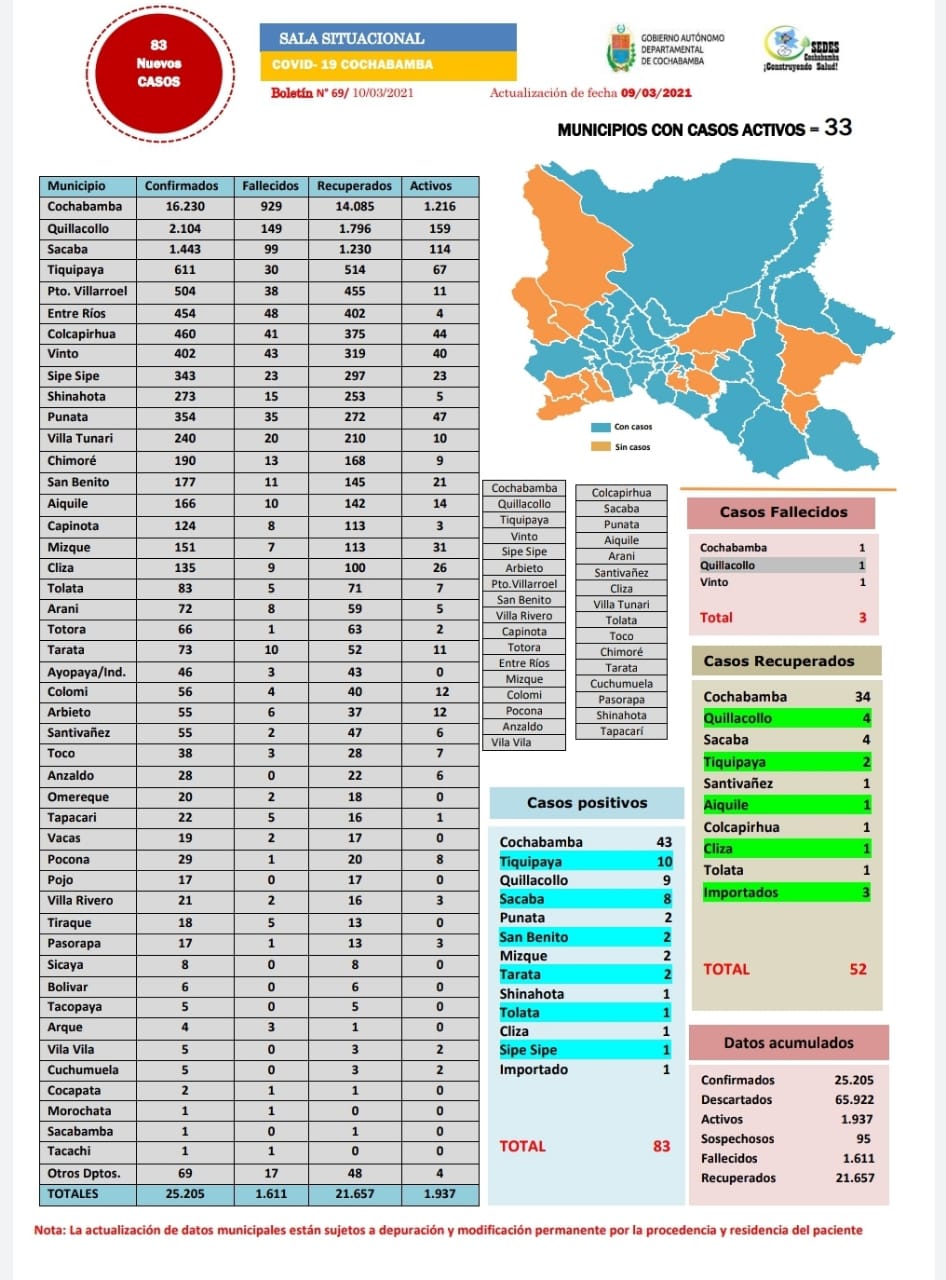 83
Nuevos
CASOS
SALA SITUACIONAL
COVID- 19 COCHABAMBA
Boletín N° 69/ 10/03/2021
Actualización de fecha 09/03/2021
GOBIERNO AUTÓNOMO
DEPARTAMENTAL
DE COCHABAMBA
SEDES
Cochabamba
¡Construyendo Salud!
MUNICIPIOS CON CASOS ACTIVOS = 33
Municipio Confirmados Fallecidos Recuperados Activos
Cochabamba 16.230 929 14.085 1.216
Quillacollo 2.104 149 1.796 159
Sacaba 1.443 99 1.230 114
Tiquipaya 611 30 514 67
Pto. Villarroel 504 38 455 11
Entre Ríos 454 48 402 4
Colcapirhua 460 41 375 44
Vinto 402 43 319 40
Sipe Sipe 343 23 297 23
Shinahota 273 15 253 5
Punata 354 35 272 47
Villa Tunari 240 20 210 10
Chimoré 190 13 168 9
San Benito 177 11 145 21
Aiquile 166 10 142 14
Capinota 124 8 113 3
Mizque 151 7 113 31
Cliza 135 9 100 26
Tolata 83 5 71 7
Arani 72 8 59 5
Totora 66 1 63 2
Tarata 73 10 52 11
Ayopaya/Ind. 46 3 43 0
Colomi 56 4 40 12
Arbieto 55 6 37 12
Santivañez 55 2 47 6
Toco 38 3 28 7
Anzaldo 28 0 22 6
Omereque 20 2 18 0
Tapacari 22 5 16 1
Vacas 19 2 17 0
Pocona 29 1 20 8
Pojo 17 0 17 0
Villa Rivero 21 2 16 3
Tiraque 18 5 13 0
Pasorapa 17 1 13 3
Sicaya 8 0 8 0
Bolivar 6 0 6 0
Tacopaya 5 0 5 0
Arque 4 3 1 0
Vila Vila 5 0 3 2
Cuchumuela 5 0 3 2
Cocapata 2 1 1 0
Morochata 1 1 0 0
Sacabamba 1 0 1 0
Tacachi 1 1 0 0
Otros Dptos. 69 17 48 4
TOTALES 25.205 1.611 21.657 1.937
Con casos
Sin casos
Cochabamba
Quillacollo
Tiquipaya
Vinto
Sipe Sipe
Arbieto
Pto.Villarroel
San Benito
Villa Rivero
Capinota
Totora
Entre Ríos
Mizque
Colomi
Pocona
Anzaldo
Vila Vila
Colcapirhua
Sacaba
Punata
Aiquile
Arani
Santivañez
Cliza
Villa Tunari
Tolata
Toco
Chimoré
Tarata
Cuchumuela
Pasorapa
Shinahota
Tapacarí
Casos Fallecidos
Cochabamba 1
Quillacollo 1
Vinto 1
Total 3
Casos Recuperados
Cochabamba 34
Quillacollo 4
Sacaba 4
Tiquipaya 2
Santivañez 1
Aiquile 1
Colcapirhua 1
Cliza 1
Tolata 1
Importados 3
TOTAL 52
Casos positivos
Cochabamba 43
Tiquipaya 10
Quillacollo 9
Sacaba 8
Punata 2
San Benito 2
Mizque 2
Tarata 2
Shinahota 1
Tolata 1
Cliza 1
Sipe Sipe 1
Importado 1
TOTAL 83
Datos acumulados
Confirmados 25.205
Descartados 65.922
Activos 1.937
Sospechosos 95
Fallecidos 1.611
Recuperados 21.657
Nota: La actualización de datos municipales están sujetos a depuración y modificación permanente por la procedencia y residencia del paciente